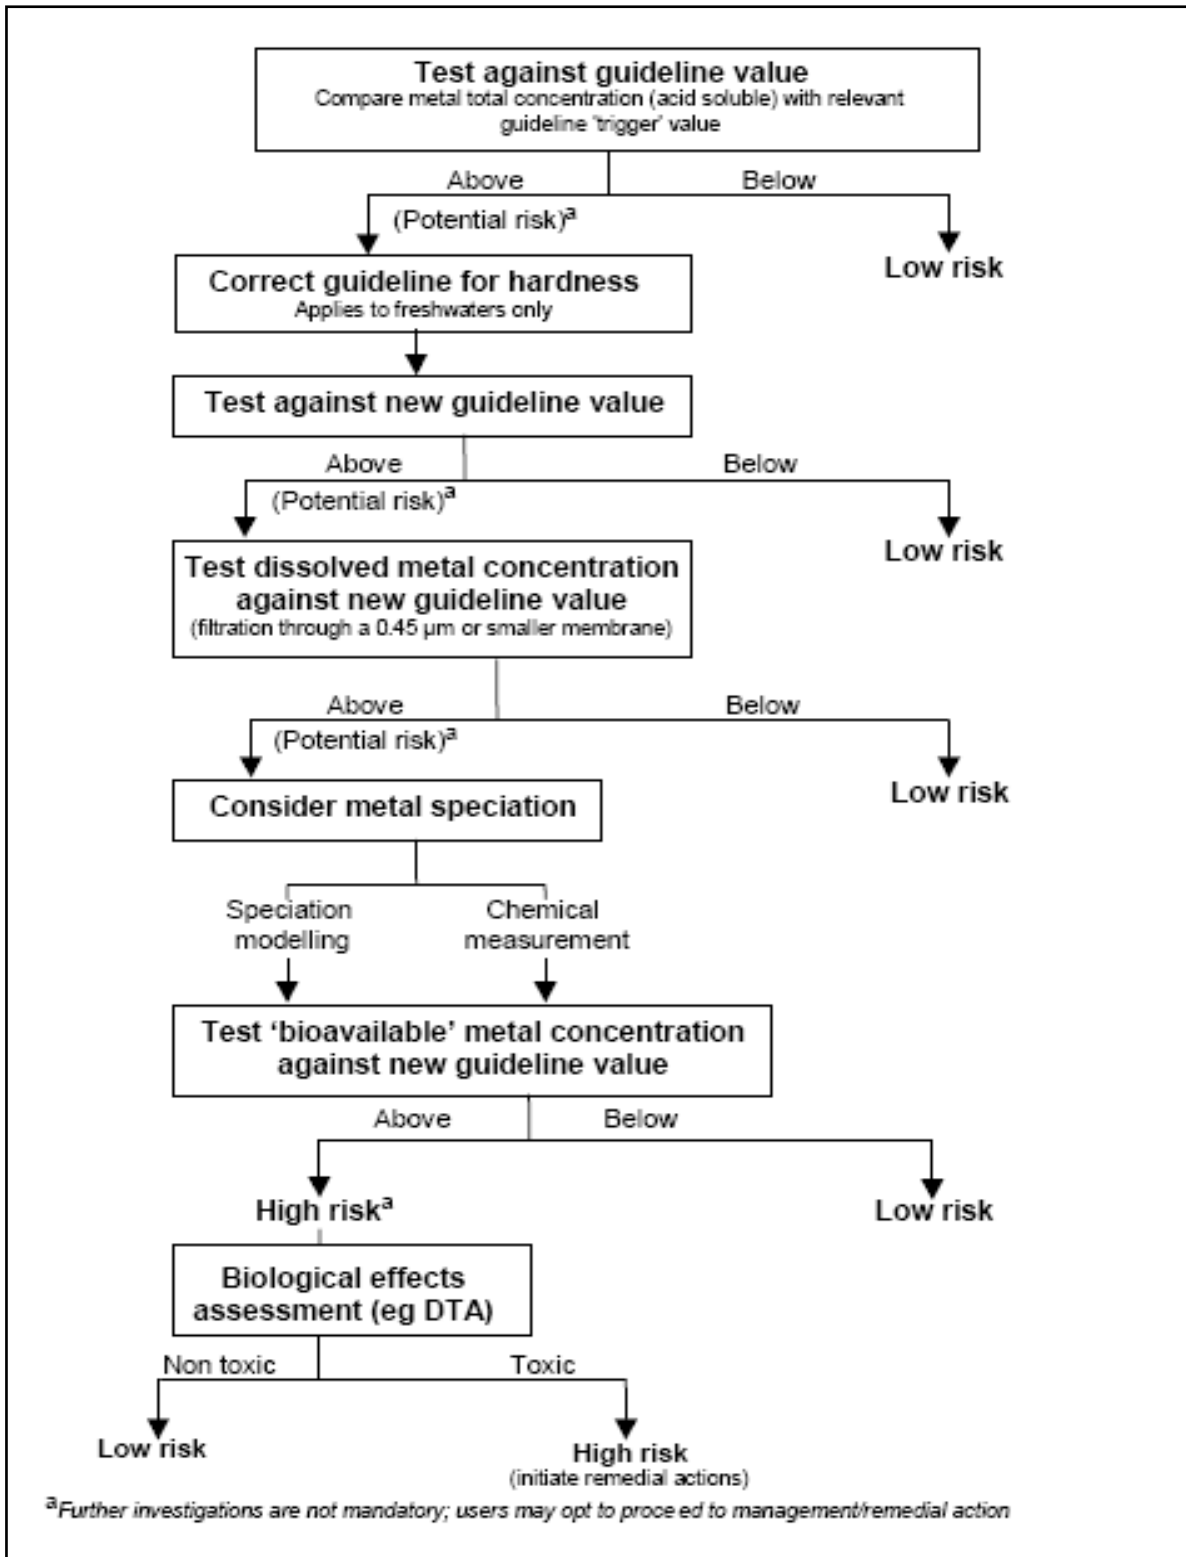 Test against guideline value
Compare metal total concentration (acid soluble) with relevant
guideline 'trigger' value
Above
Below
(Potential risk)a
Low risk
Correct guideline for hardness
Applies to freshwaters only
Test against new guideline value
Above
Below
(Potential risk)a
Low risk
Test dissolved metal concentration
against new guideline value
(filtration through a 0.45 µm or smaller membrane)
Above
Below
(Potential risk)a
Low risk
Consider metal speciation
Speciation
modelling
Chemical
measurement
Test ‘bioavailable’ metal concentration
against new guideline value
Above
Below
High riska
Low risk
Biological effects
assessment (eg DTA)
Non toxic
Toxic
Low risk
High risk
(initiate remedial actions)
aFurther investigations are not mandatory; users may opt to proceed to management/remedial action